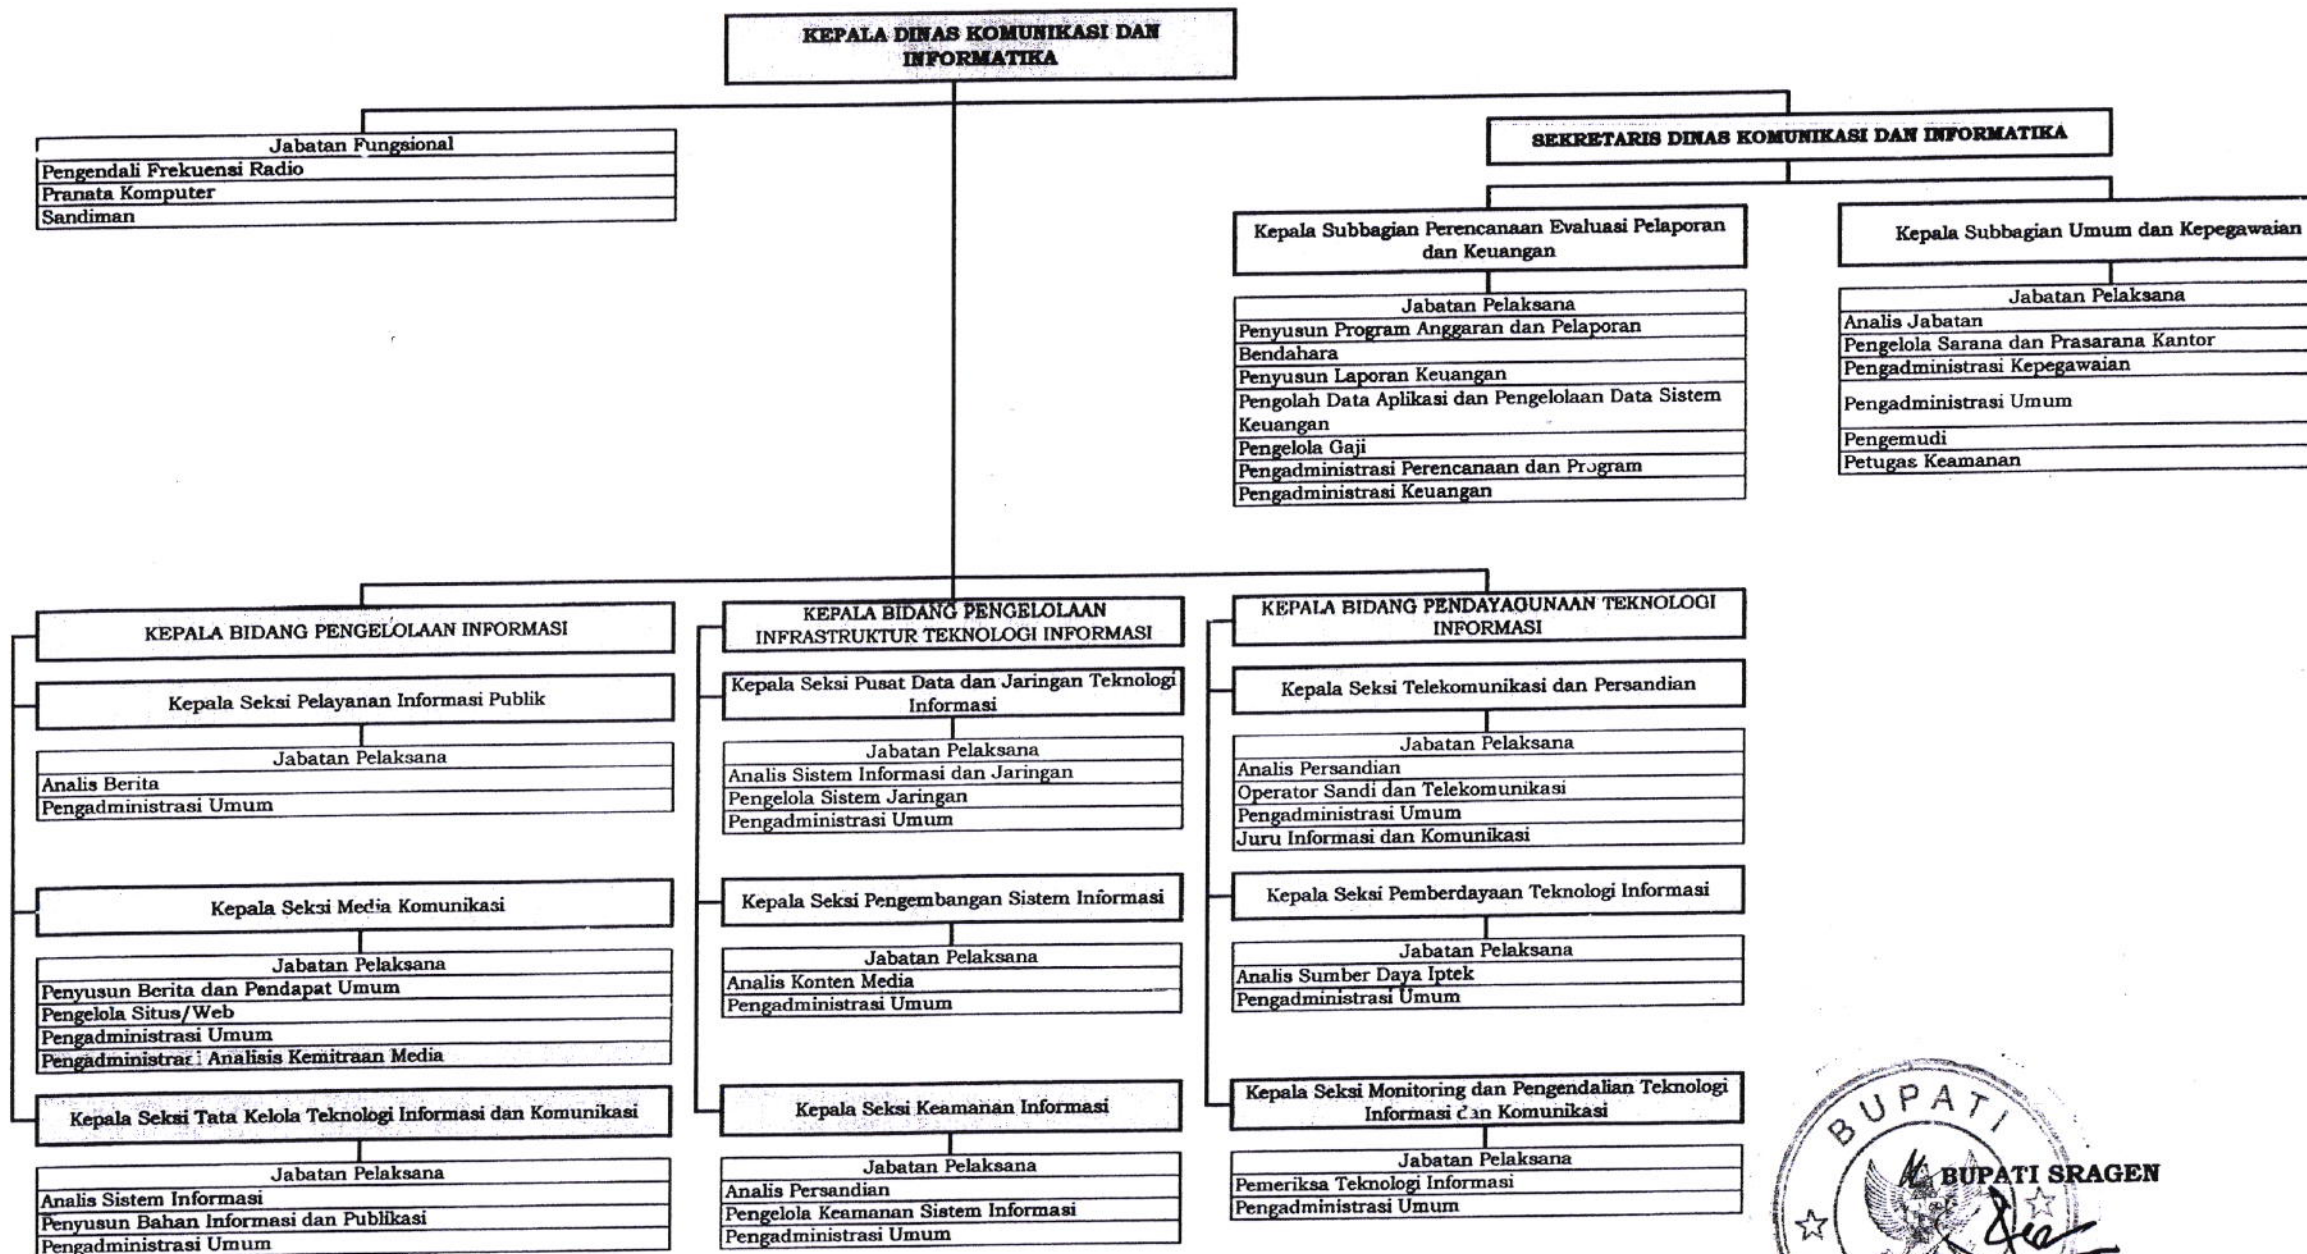 KEPALA DINAS KOMUNIKASI DAN
INFORMATIKA
Jabatan Fungsional
Pengendali Frekuensi Radio
Pranata Komputer
Sandiman
SEKRETARIS DINAS KOMUNIKASI DAN INFORMATIKA
Kepala Subbagian Perencanaan Evaluasi Pelaporan
dan Keuangan
Jabatan Pelaksana
Penyusun Program Anggaran dan Pelaporan
Bendahara
Penyusun Laporan Keuangan
Pengolah Data Aplikasi dan Pengelolaan Data Sistem
Keuangan
Pengelola Gaji
Pengadministrasi Perencanaan dan Program
Pengadministrasi Keuangan
Kepala Subbagian Umum dan Kepegawaian
Jabatan Pelaksana
Analis Jabatan
Pengelola Sarana dan Prasarana Kantor
Pengadministrasi Kepegawaian
Pengadministrasi Umum
Pengemudi
Petugas Keamanan
KEPALA BIDANG PENGELOLAAN INFORMASI
Kepala Seksi Pelayanan Informasi Publik
Jabatan Pelaksana
Analis Berita
Pengadministrasi Umum
Kepala Seksi Media Komunikasi
Jabatan Pelaksana
Penyusun Berita dan Pendapat Umum
Pengelola Situs/Web
Pengadministrasi Umum
Pengadministrasi Analisis Kemitraan Media
Kepala Seksi Tata Kelola Teknologi Informasi dan Komunikasi
Jabatan Pelaksana
Analis Sistem Informasi
Penyusun Bahan Informasi dan Publikasi
Pengadministrasi Umum
KEPALA BIDANG PENGELOLAAN
INFRASTRUKTUR TEKNOLOGI INFORMASI
Kepala Seksi Pusat Data dan Jaringan Teknologi
Informasi
Jabatan Pelaksana
Analis Sistem Informasi dan Jaringan
Pengelola Sistem Jaringan
Pengadministrasi Umum
Kepala Seksi Pengembangan Sistem Informasi
Jabatan Pelaksana
Analis Konten Media
Pengadministrasi Umum
Kepala Seksi Keamanan Informasi
Jabatan Pelaksana
Analis Persandian
Pengelola Keamanan Sistem Informasi
Pengadministrasi Umum
KEPALA BIDANG PENDAYAGUNAAN TEKNOLOGI
INFORMASI
Kepala Seksi Telekomunikasi dan Persandian
Jabatan Pelaksana
Analis Persandian
Operator Sandi dan Telekomunikasi
Pengadministrasi Umum
Juru Informasi dan Komunikasi
Kepala Seksi Pemberdayaan Teknologi Informasi
Jabatan Pelaksana
Analis Sumber Daya Iptek
Pengadministrasi Umum
Kepala Seksi Monitoring dan Pengendalian Teknologi
Informasi dan Komunikasi
Jabatan Pelaksana
Pemeriksa Teknologi Informasi
Pengadministrasi Umum
BUPATI
BUPATI SRAGEN